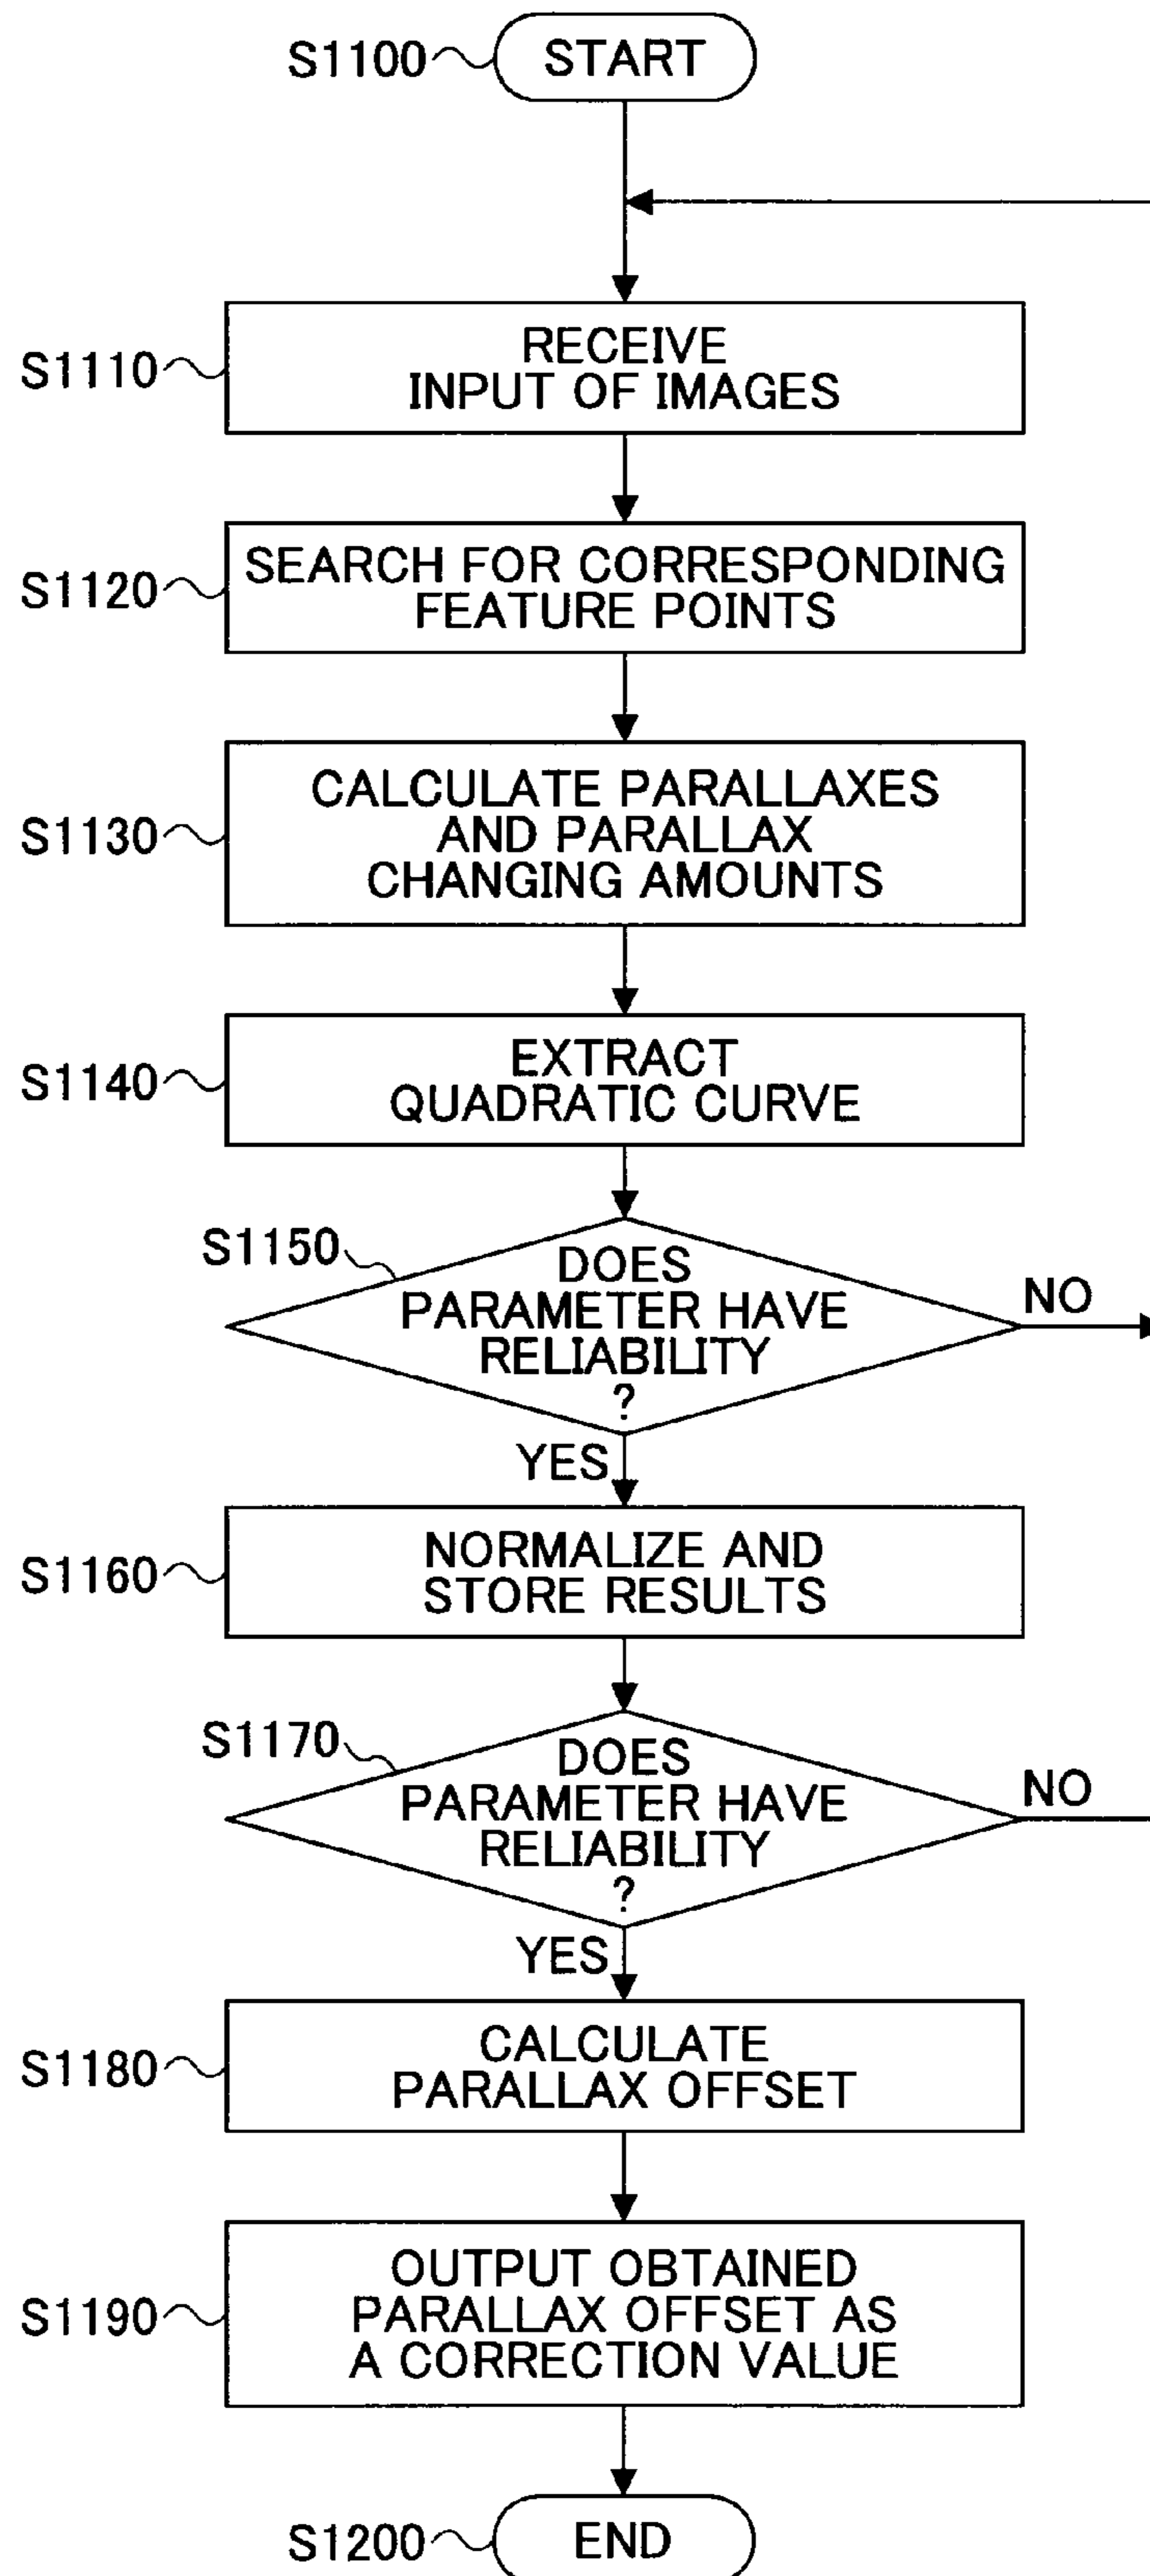 S1100
START
S1110
RECEIVE
INPUT OF IMAGES
S1120
SEARCH FOR CORRESPONDING
FEATURE POINTS
S1130
CALCULATE PARALLAXES
AND PARALLAX
CHANGING AMOUNTS
S1140
EXTRACT
QUADRATIC CURVE
S1150
DOES
PARAMETER HAVE
RELIABILITY
?
NO
YES
S1160
NORMALIZE AND
STORE RESULTS
S1170
DOES
PARAMETER HAVE
RELIABILITY
?
NO
YES
S1180
CALCULATE
PARALLAX OFFSET
S1190
OUTPUT OBTAINED
PARALLAX OFFSET AS
A CORRECTION VALUE
S1200
END